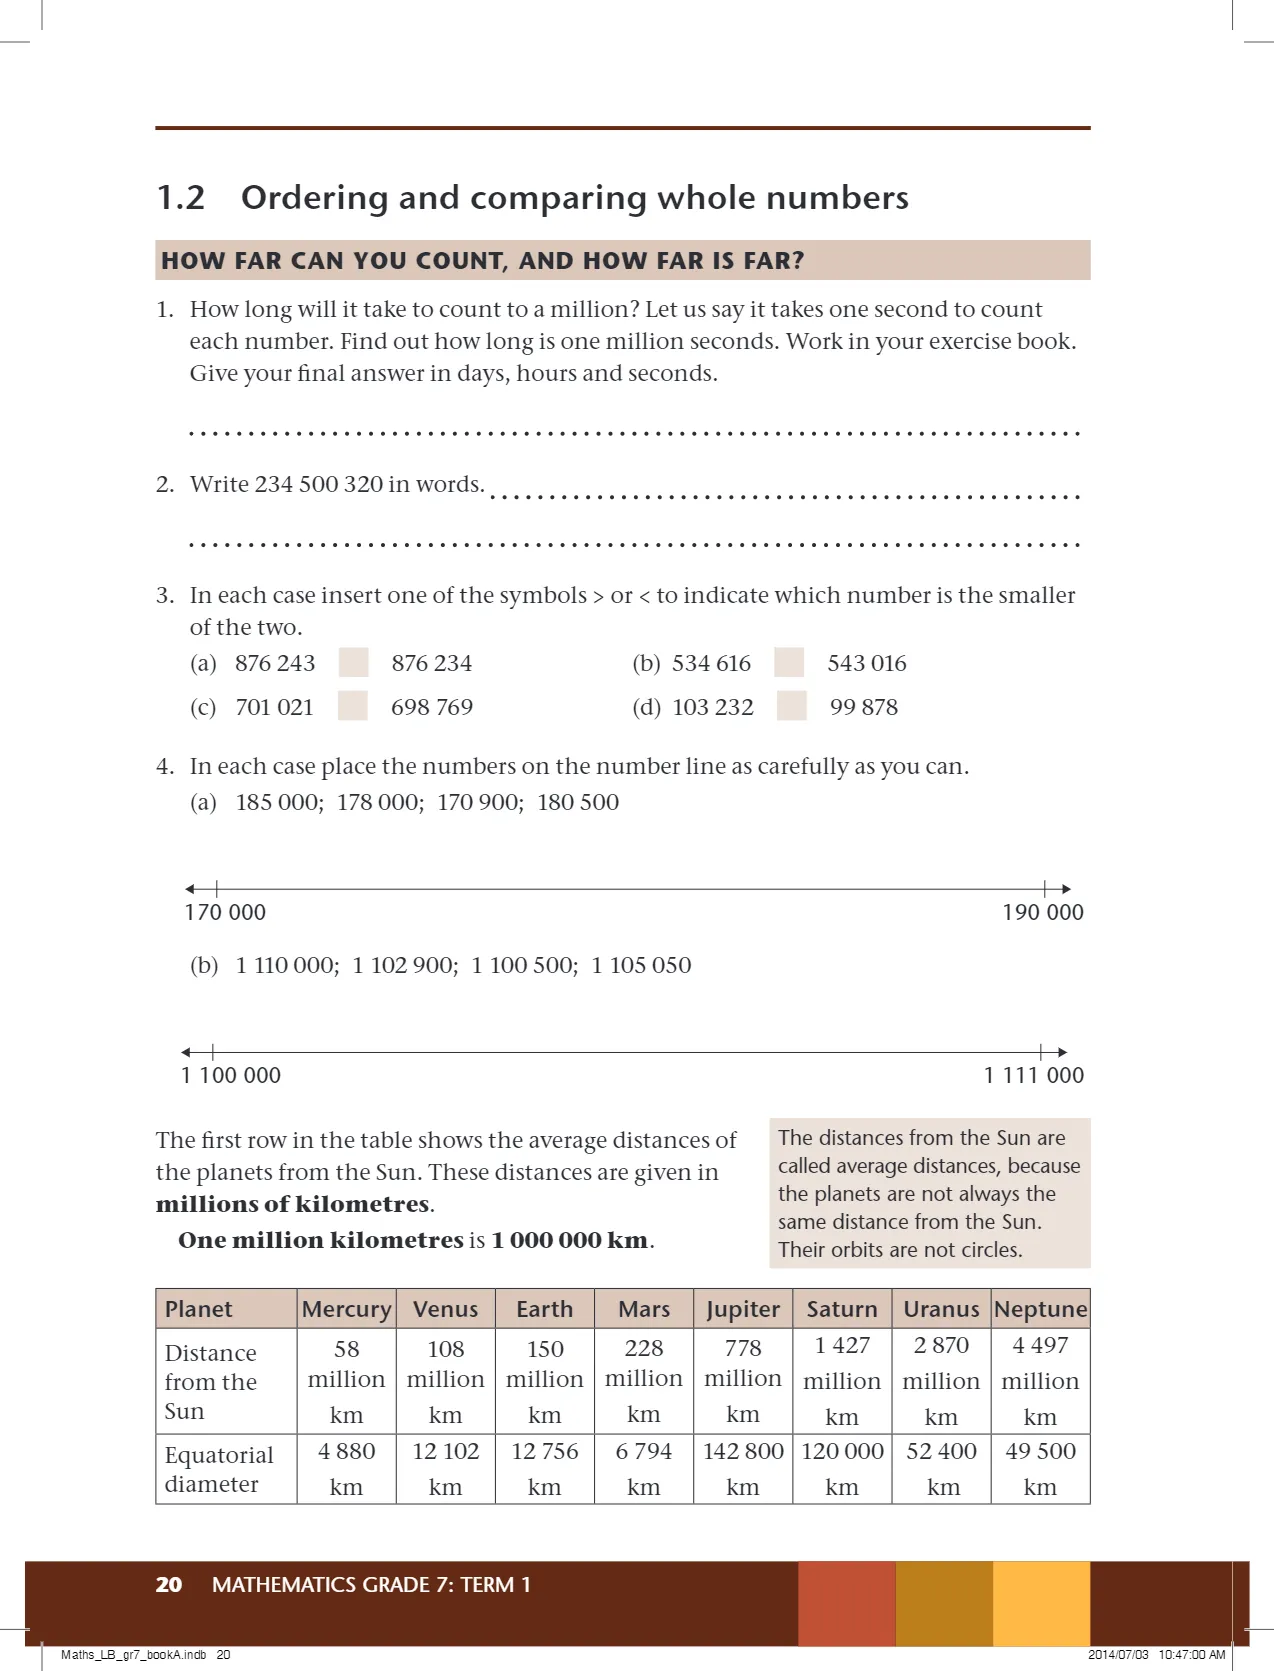 1.2 Ordering and comparing whole numbers
HOW FAR CAN YOU COUNT, AND HOW FAR IS FAR?
1. How long will it take to count to a million? Let us say it takes one second to count
each number. Find out how long is one million seconds. Work in your exercise book.
Give your final answer in days, hours and seconds.
2. Write 234 500 320 in words.
3. In each case insert one of the symbols > or < to indicate which number is the smaller
of the two.
(a) 876 243 876 234 (b) 534 616 543 016
(c) 701 021 698 769 (d) 103 232 99 878
4. In each case place the numbers on the number line as carefully as you can.
(a) 185 000; 178 000; 170 900; 180 500
170 000 190 000
(b) 1 110 000; 1 102 900; 1 100 500; 1 105 050
1 100 000 1 111 000
The first row in the table shows the average distances of
the planets from the Sun. These distances are given in
millions of kilometres.
One million kilometres is 1 000 000 km.
The distances from the Sun are
called average distances, because
the planets are not always the
same distance from the Sun.
Their orbits are not circles.
Planet Mercury Venus Earth Mars Jupiter Saturn Uranus Neptune
Distance 58 108 150 228 778 1 427 2 870 4 497
from the million million million million million million million million
Sun km km km km km km km km
Equatorial 4 880 12 102 12 756 6 794 142 800 120 000 52 400 49 500
diameter km km km km km km km km
20 MATHEMATICS GRADE 7: TERM 1
Maths_LB_gr7_bookA.indb 20 2014/07/03 10:47:00 AM